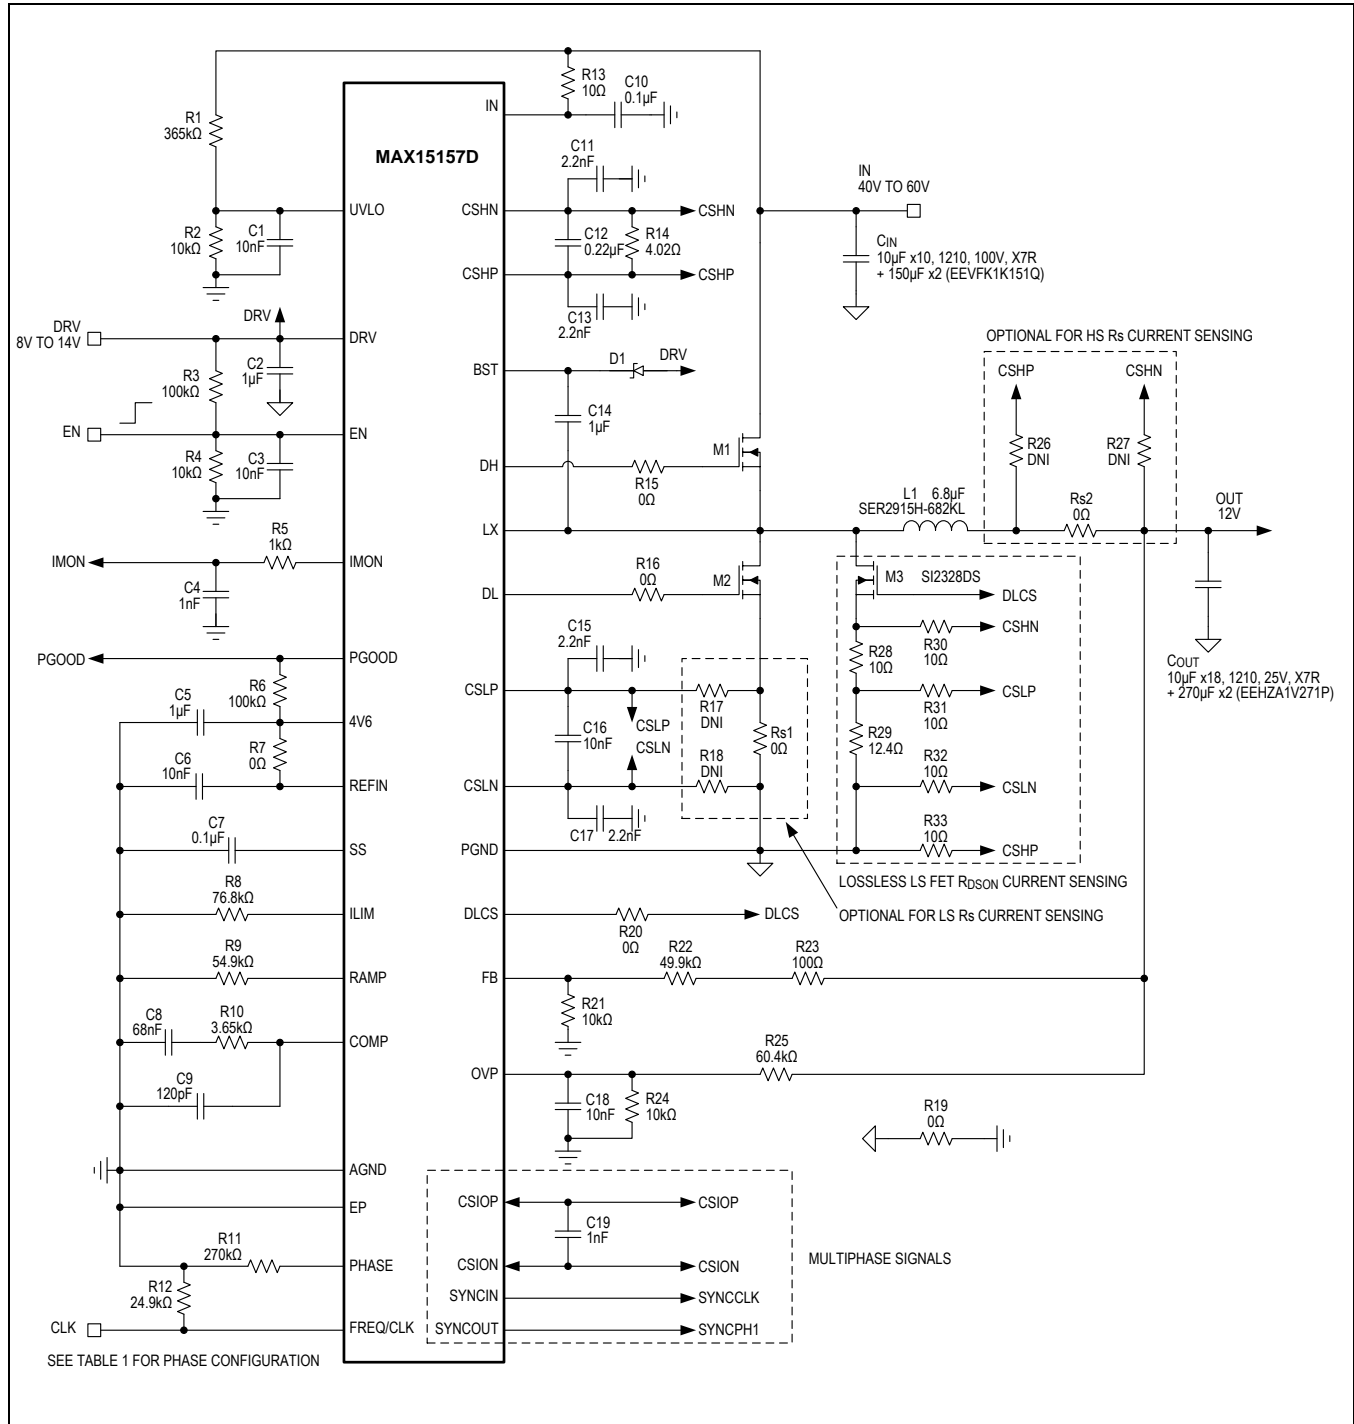 R13
10Ω
C10
0.1µF
IN
R1
365kΩ
MAX15157D
C11
2.2nF
IN
40V TO 60V
UVLO
CSHN
CSHN
R2
10kΩ
C1
10nF
C12
0.22µF
R14
4.02Ω
CIN
10µF x10, 1210, 100V, X7R
+ 150µF x2 (EEVFK1K151Q)
CSHP
CSHP
C13
2.2nF
DRV
DRV
8V TO 14V
DRV
OPTIONAL FOR HS Rs CURRENT SENSING
R3
100kΩ
C2
1µF
BST
D1
DRV
CSHP
CSHN
C14
1µF
EN
EN
M1
R26
DNI
R27
DNI
R4
10kΩ
C3
10nF
DH
R15
0Ω
L1 6.8µF
SER2915H-682KL
Rs2
0Ω
OUT
12V
LX
R5
1kΩ
IMON
IMON
R16
0Ω
M2
M3 SI2328DS
C4
1nF
DL
DLCS
CSHN
R30
10Ω
C15
2.2nF
R28
10Ω
PGOOD
PGOOD
COUT
10µF x18, 1210, 25V, X7R
+ 270µF x2 (EEHZA1V271P)
R6
100kΩ
CSLP
R17
DNI
CSLP
R31
10Ω
C5
1µF
4V6
C16
10nF
CSLP
CSLN
Rs1
0Ω
R29
12.4Ω
R7
0Ω
R18
DNI
R32
10Ω
C6
10nF
REFIN
CSLN
CSLN
C17 2.2nF
R33
10Ω
C7
0.1µF
SS
PGND
CSHP
R8
76.8kΩ
LOSSLESS LS FET RDSON CURRENT SENSING
ILIM
DLCS
R20
0Ω
DLCS
OPTIONAL FOR LS Rs CURRENT SENSING
R9
54.9kΩ
R22
49.9kΩ
R23
100Ω
RAMP
FB
R21
10kΩ
C8
68nF
R10
3.65kΩ
COMP
R25
60.4kΩ
OVP
C9
120pF
C18
10nF
R24
10kΩ
R19
0Ω
AGND
EP
CSIOP
CSIOP
C19
1nF
R11
270kΩ
PHASE
CSION
CSION
MULTIPHASE SIGNALS
R12
24.9kΩ
SYNCIN
SYNCCLK
CLK
FREQ/CLK
SYNCOUT
SYNCPH1
SEE TABLE 1 FOR PHASE CONFIGURATION